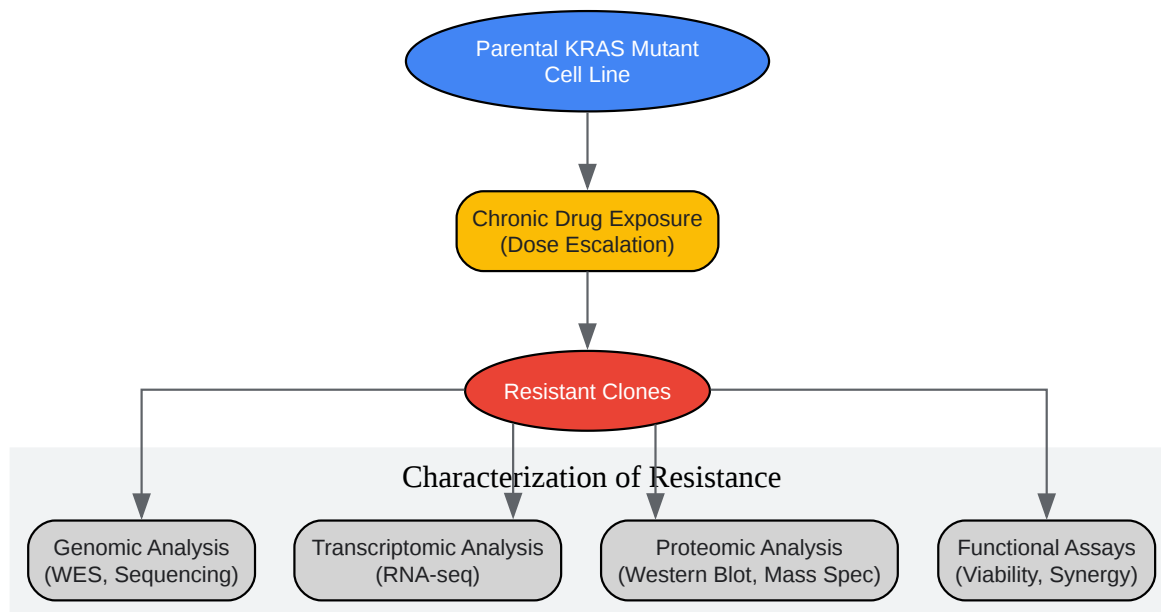 Parental KRAS Mutant
Cell Line
Chronic Drug Exposure
(Dose Escalation)
Resistant Clones
Characterization of Resistance
Genomic Analysis
(WES, Sequencing)
Transcriptomic Analysis
(RNA-seq)
Proteomic Analysis
(Western Blot, Mass Spec)
Functional Assays
(Viability, Synergy)